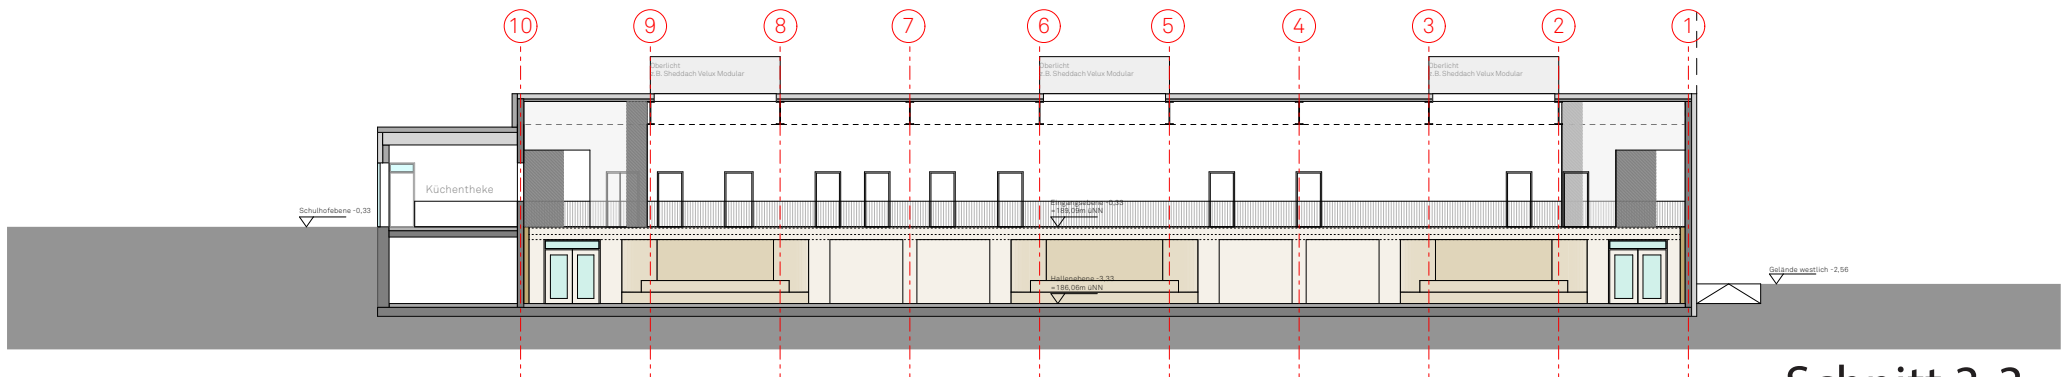 10 9 8 7 6 5 4 3 2 1
Oberlicht
z.B. Sheddach Velux Modular
Oberlicht
z.B. Sheddach Velux Modular
Oberlicht
z.B. Sheddach Velux Modular
Küchentheke
Schulhofebene -0,33
Eingangsebene -0,33
=189,09m üNN
Gelände westlich -2,56
Hallenebene -3,33
=186,06m üNN
Schnitt